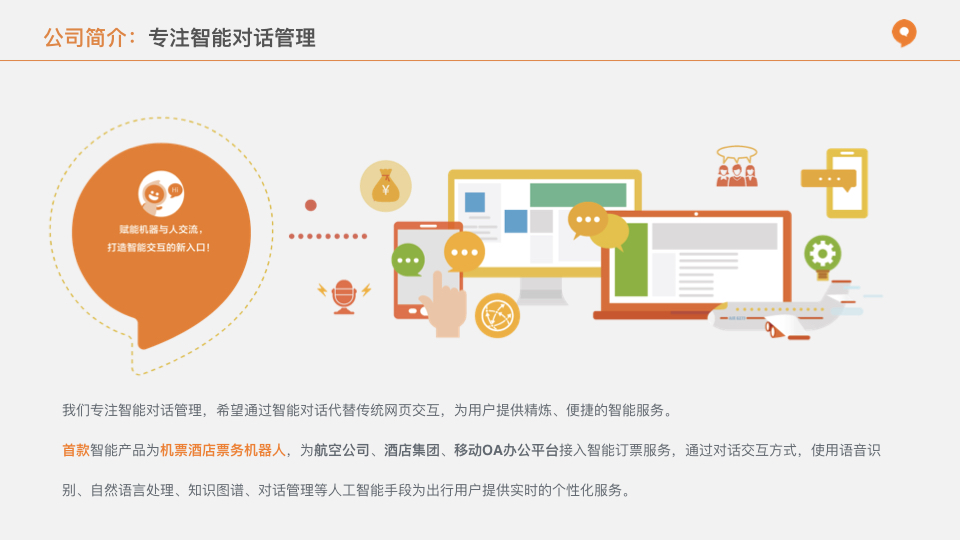 公司简介：专注智能对话管理
Hi
赋能机器与人交流，
打造智能交互的新入口！
¥
我们专注智能对话管理，希望通过智能对话代替传统网页交互，为用户提供精炼、便捷的智能服务。
首款智能产品为机票酒店票务机器人，为航空公司、酒店集团、移动OA办公平台接入智能订票服务，通过对话交互方式，使用语音识
别、自然语言处理、知识图谱、对话管理等人工智能手段为出行用户提供实时的个性化服务。